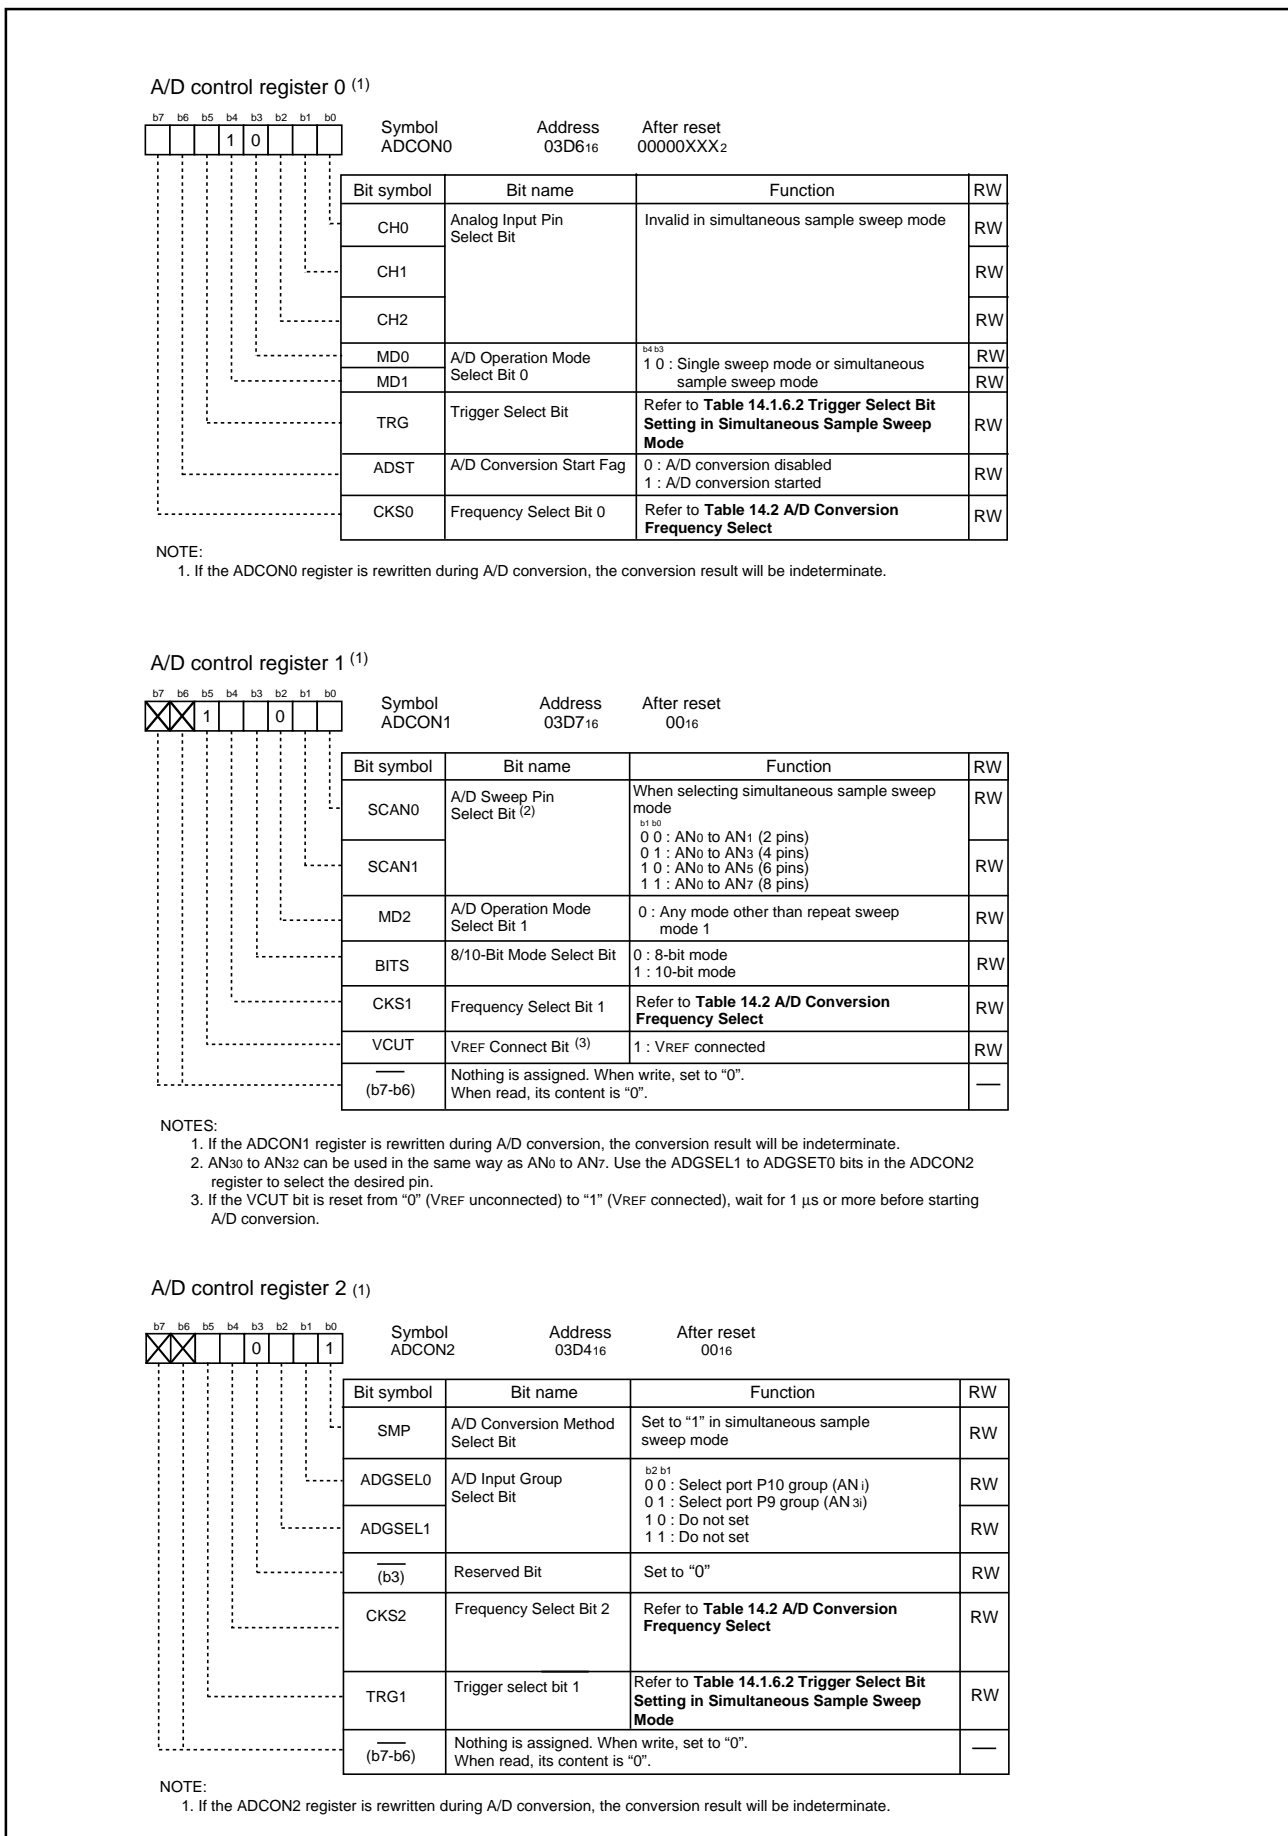 A/D control register 0 (1)
b7 b6 b5 b4 b3 b2 b1 b0
1 0
Symbol Address After reset
ADCON0 03D616 00000XXX2
Bit symbol Bit name Function RW
CH0 Analog Input Pin Select Bit Invalid in simultaneous sample sweep mode RW
CH1 RW
CH2 RW
MD0 A/D Operation Mode Select Bit 0 b4 b3 RW
1 0 : Single sweep mode or simultaneous sample sweep mode
MD1 RW
TRG Trigger Select Bit Refer to Table 14.1.6.2 Trigger Select Bit Setting in Simultaneous Sample Sweep Mode RW
ADST A/D Conversion Start Fag 0 : A/D conversion disabled RW
1 : A/D conversion started
CKS0 Frequency Select Bit 0 Refer to Table 14.2 A/D Conversion Frequency Select RW
NOTE:
1. If the ADCON0 register is rewritten during A/D conversion, the conversion result will be indeterminate.
A/D control register 1 (1)
b7 b6 b5 b4 b3 b2 b1 b0
1 0
Symbol Address After reset
ADCON1 03D716 0016
Bit symbol Bit name Function RW
SCAN0 A/D Sweep Pin Select Bit (2) When selecting simultaneous sample sweep mode RW
b1 b0
0 0 : AN0 to AN1 (2 pins)
0 1 : AN0 to AN3 (4 pins)
1 0 : AN0 to AN5 (6 pins)
1 1 : AN0 to AN7 (8 pins)
SCAN1 RW
MD2 A/D Operation Mode Select Bit 1 0 : Any mode other than repeat sweep mode 1 RW
BITS 8/10-Bit Mode Select Bit 0 : 8-bit mode RW
1 : 10-bit mode
CKS1 Frequency Select Bit 1 Refer to Table 14.2 A/D Conversion Frequency Select RW
VCUT VREF Connect Bit (3) 1 : VREF connected RW
(b7-b6) Nothing is assigned. When write, set to “0”. —
When read, its content is “0”.
NOTES:
1. If the ADCON1 register is rewritten during A/D conversion, the conversion result will be indeterminate.
2. AN30 to AN32 can be used in the same way as AN0 to AN7. Use the ADGSEL1 to ADGSET0 bits in the ADCON2
register to select the desired pin.
3. If the VCUT bit is reset from “0” (VREF unconnected) to “1” (VREF connected), wait for 1 µs or more before starting
A/D conversion.
A/D control register 2 (1)
b7 b6 b5 b4 b3 b2 b1 b0
0 1
Symbol Address After reset
ADCON2 03D416 0016
Bit symbol Bit name Function RW
SMP A/D Conversion Method Select Bit Set to “1” in simultaneous sample sweep mode RW
ADGSEL0 A/D Input Group Select Bit b2 b1 RW
0 0 : Select port P10 group (ANi)
0 1 : Select port P9 group (AN3i)
1 0 : Do not set
1 1 : Do not set
ADGSEL1 RW
(b3) Reserved Bit Set to “0” RW
CKS2 Frequency Select Bit 2 Refer to Table 14.2 A/D Conversion Frequency Select RW
TRG1 Trigger select bit 1 Refer to Table 14.1.6.2 Trigger Select Bit Setting in Simultaneous Sample Sweep Mode RW
(b7-b6) Nothing is assigned. When write, set to “0”. —
When read, its content is “0”.
NOTE:
1. If the ADCON2 register is rewritten during A/D conversion, the conversion result will be indeterminate.